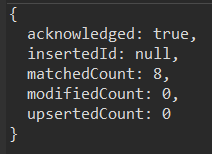 {
  acknowledged: true,
  insertedId: null,
  matchedCount: 8,
  modifiedCount: 0,
  upsertedCount: 0
}